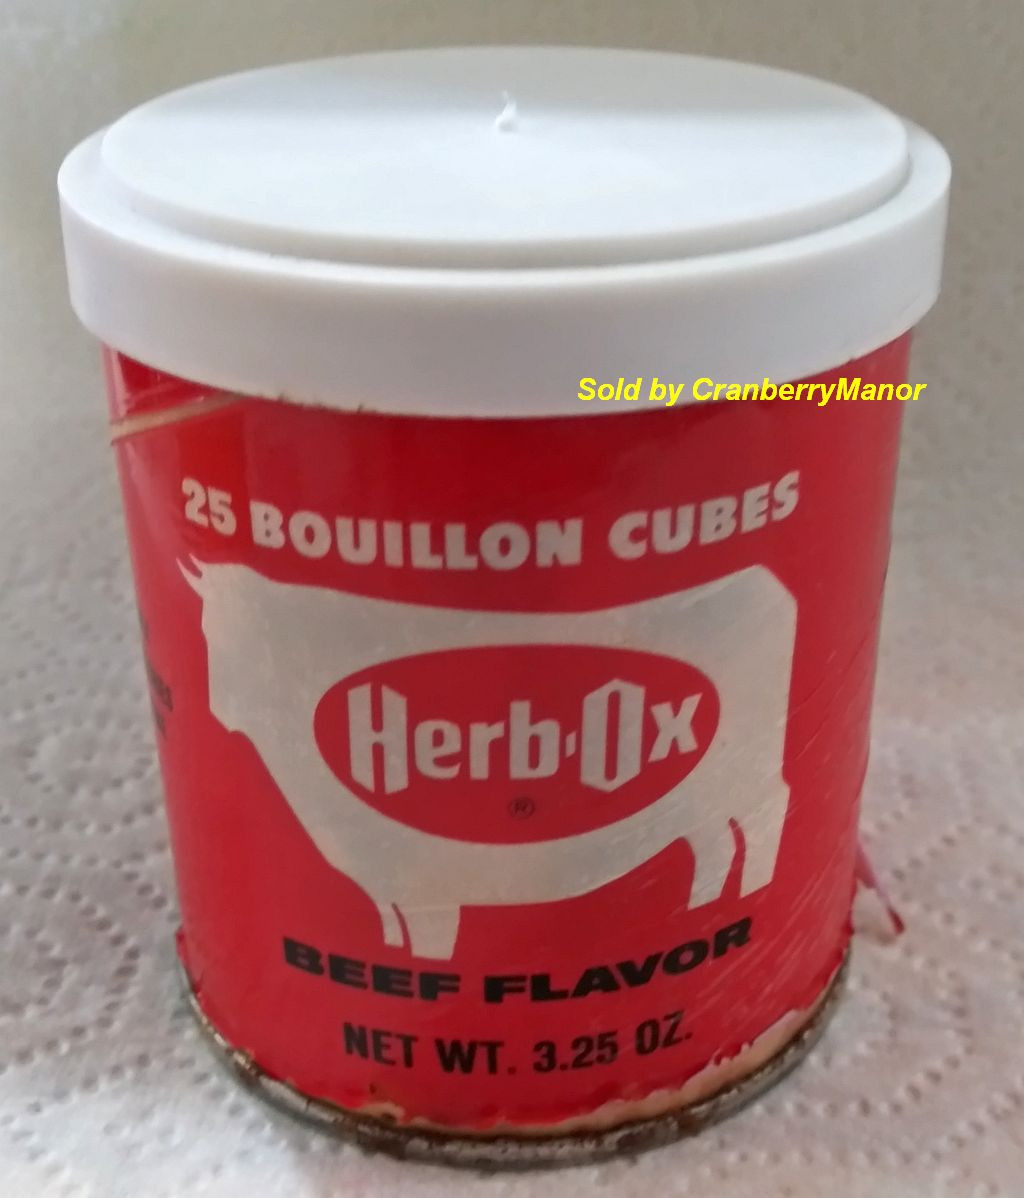 Sold by CranberryManor
25 BOUILLON CUBES
Herb-Ox
®
BEEF FLAVOR
NET WT. 3.25 OZ.